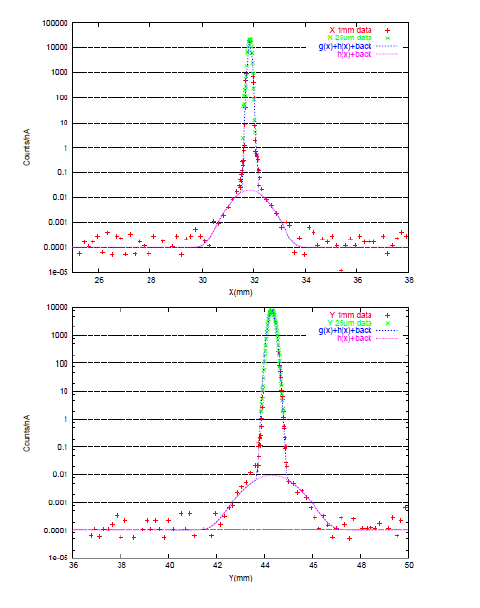 100000
10000
1000
100
10
1
0.1
0.01
0.001
0.0001
1e-05
Counts/nA
X 1mm data
X 25um data
g(x)+h(x)+back
h(x)+back
26 28 30 32 34 36 38
X(mm)
10000
1000
100
10
1
0.1
0.01
0.001
0.0001
1e-05
Counts/nA
Y 1mm data
Y 25um data
g(x)+h(x)+back
h(x)+back
36 38 40 42 44 46 48 50
Y(mm)